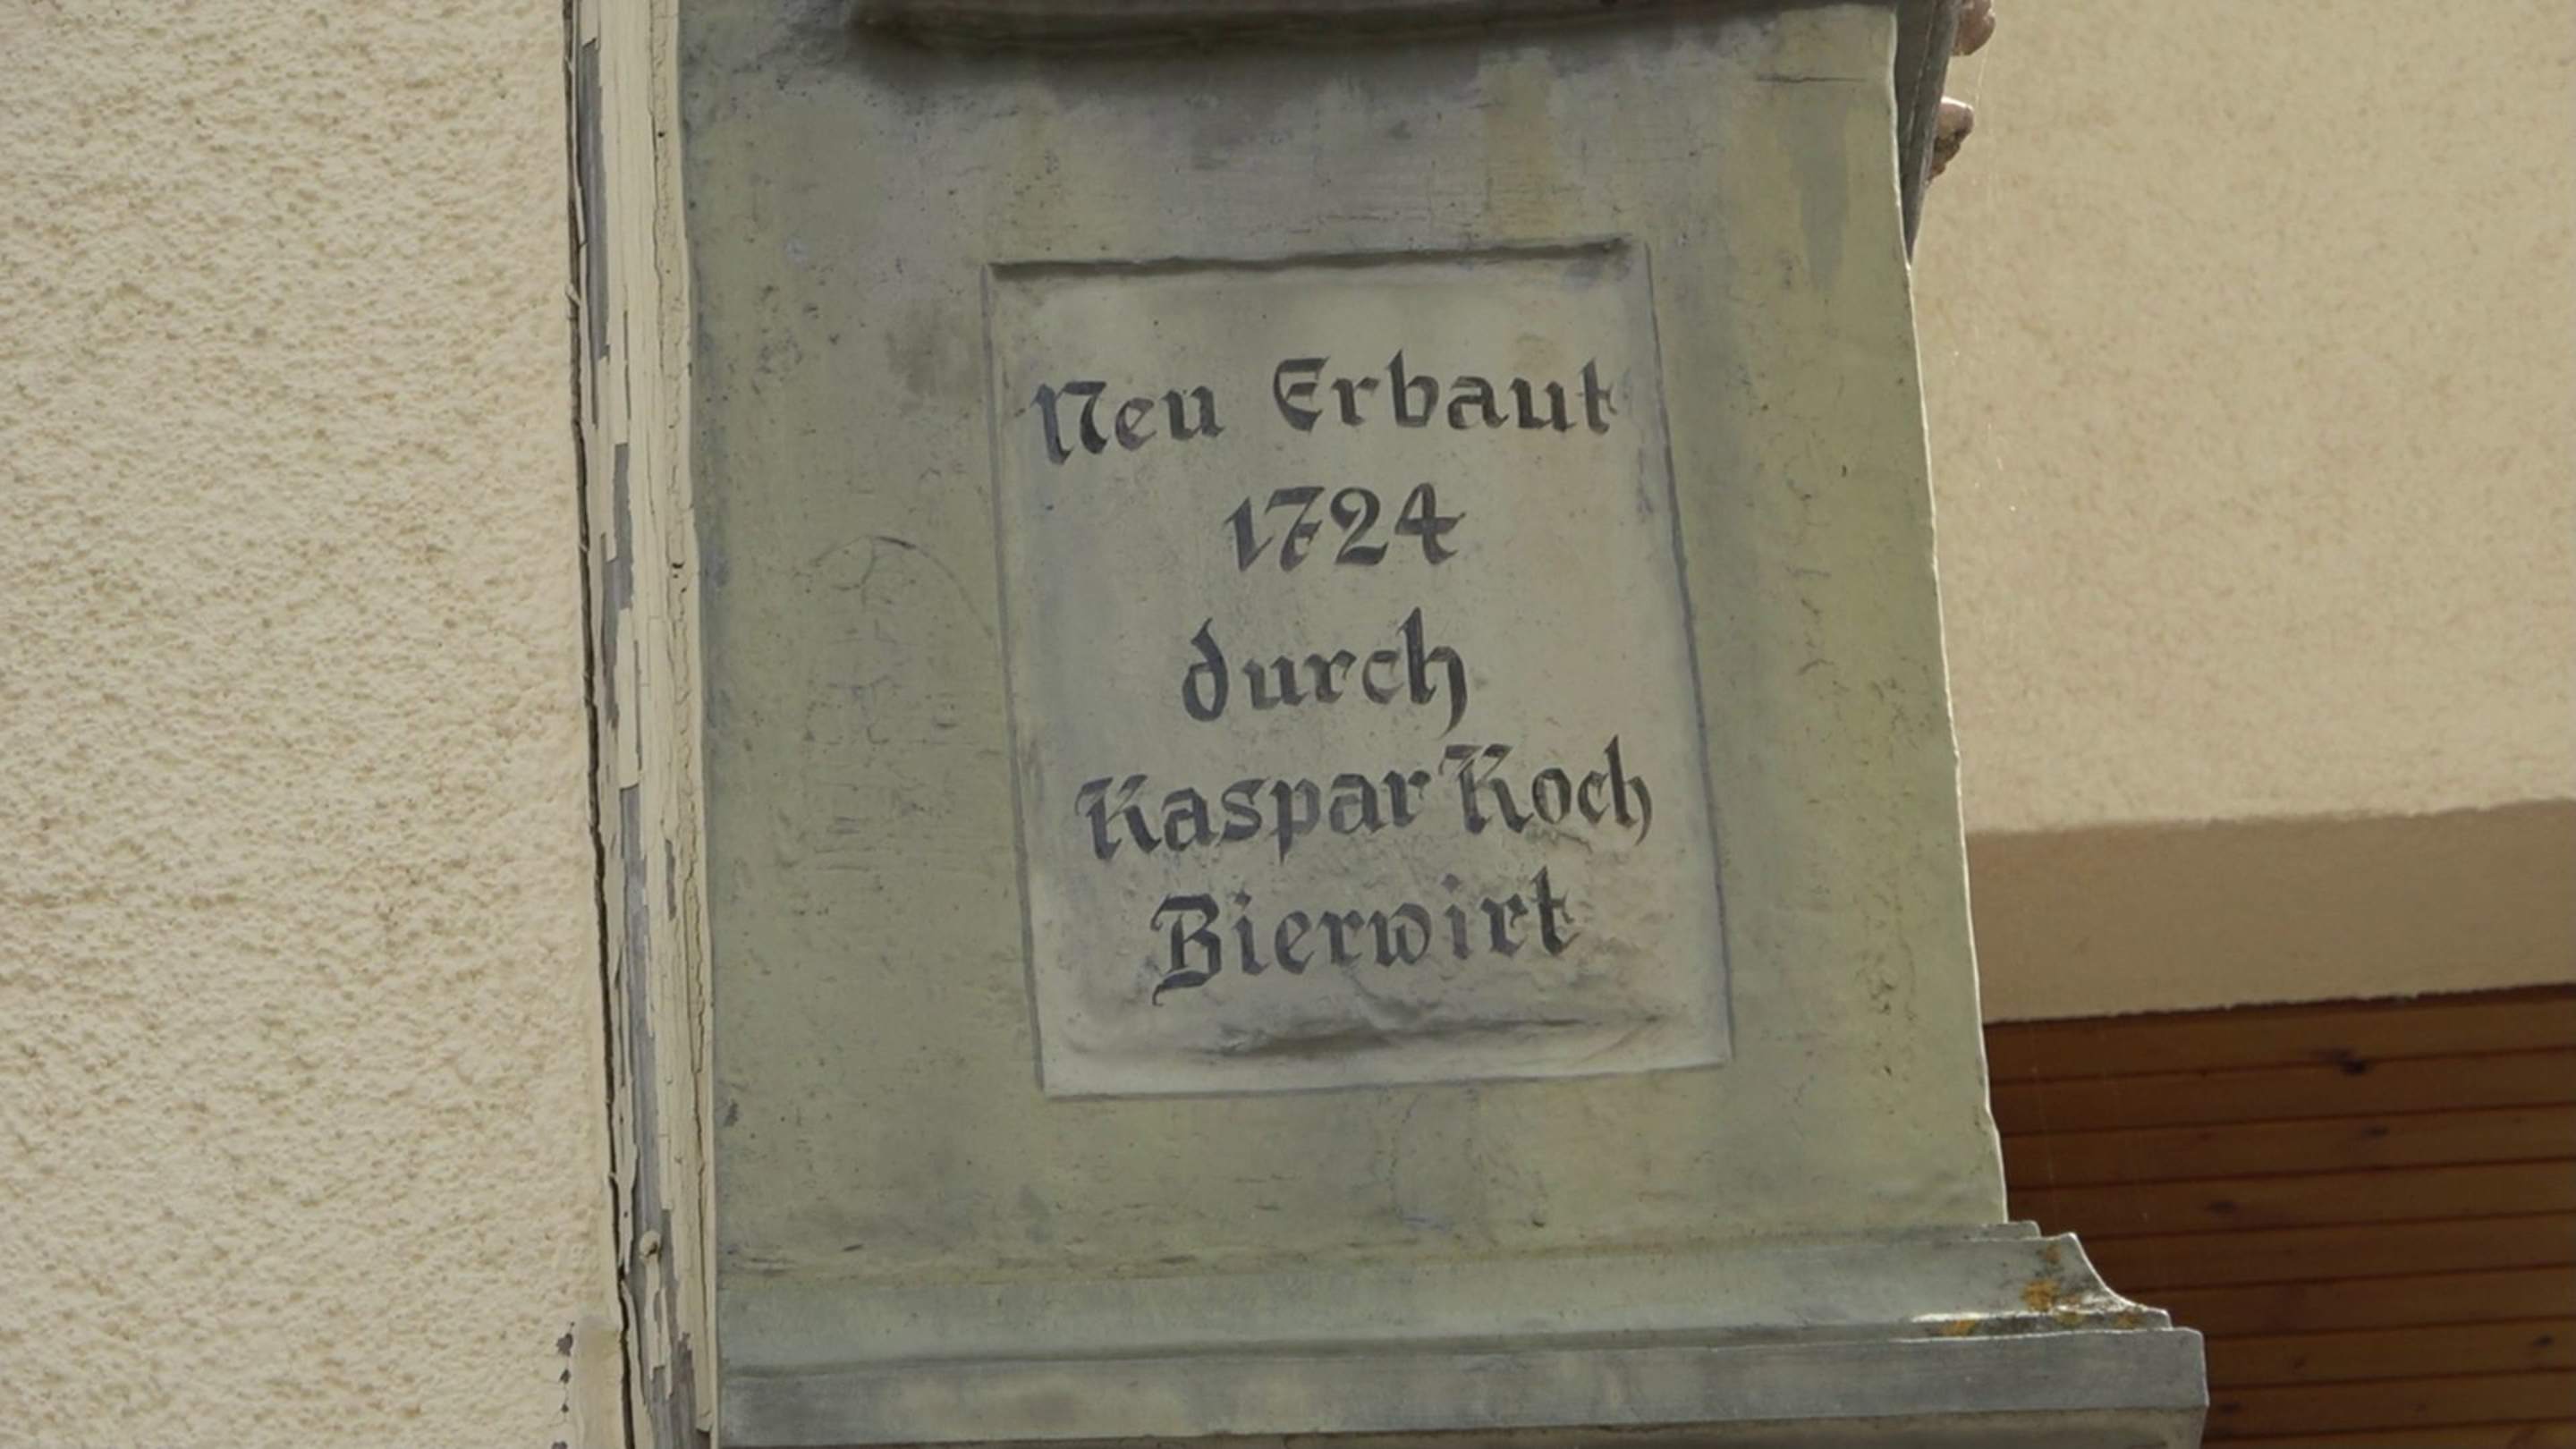 Neu Erbaut
1724
durch
Kaspar Koch
Bierwirt